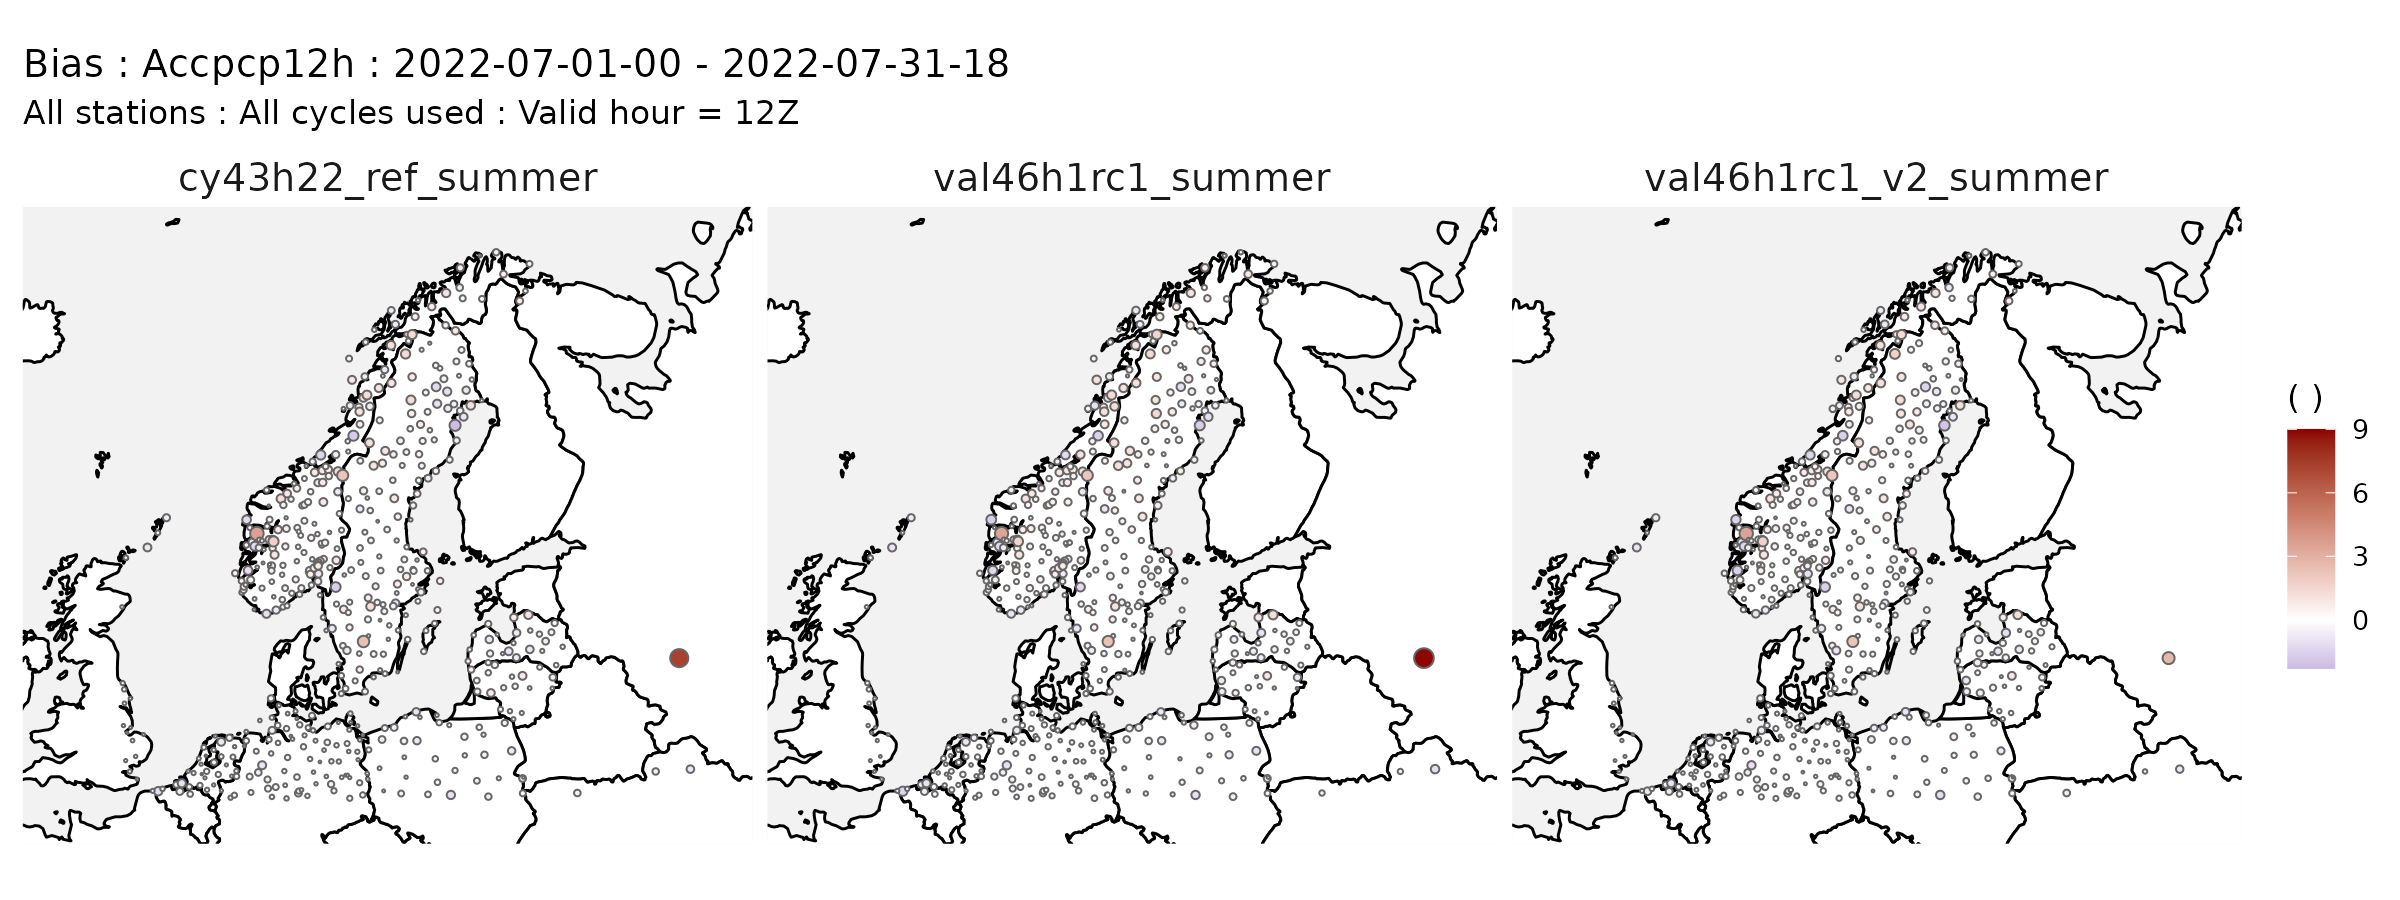 Bias : Accpcp12h : 2022-07-01-00 - 2022-07-31-18
All stations : All cycles used : Valid hour = 12Z
cy43h22_ref_summer
val46h1rc1_summer
val46h1rc1_v2_summer
( )
9
6
3
0